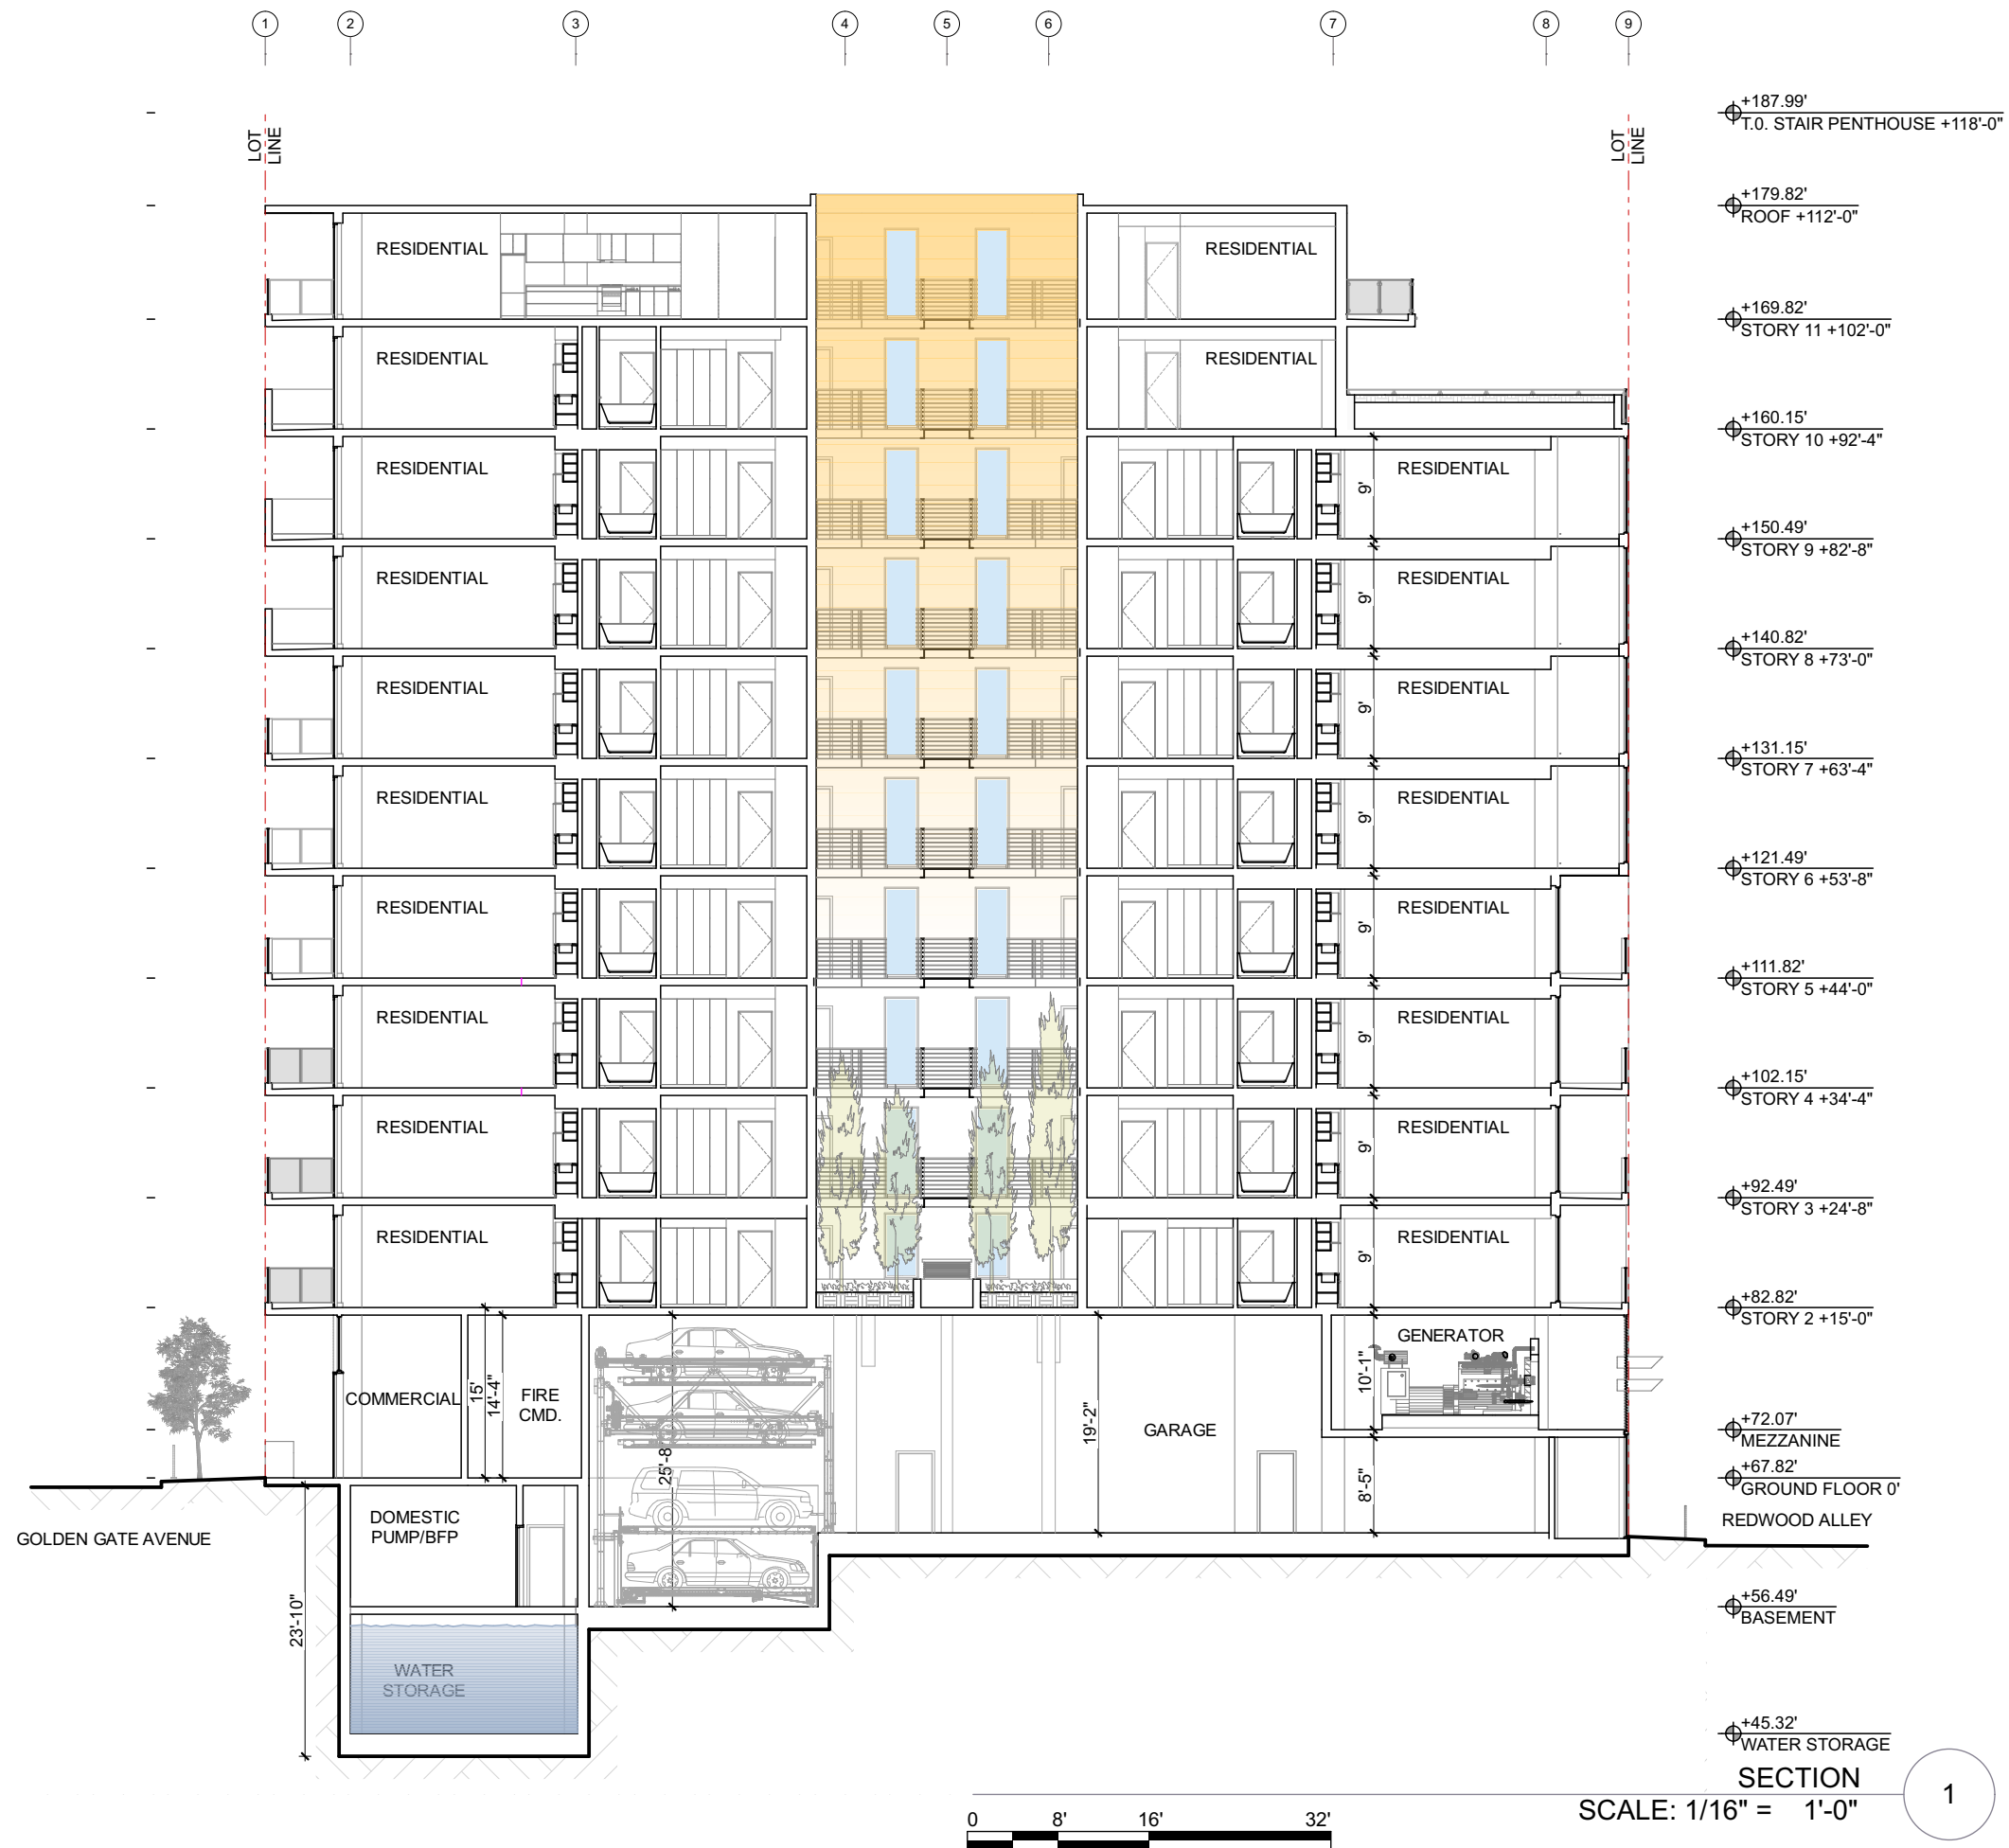 1 2 3 4 5 6 7 8 9
LOT
LINE
LOT
LINE
+187.99'
T.0. STAIR PENTHOUSE +118'-0"
+179.82'
ROOF +112'-0"
RESIDENTIAL RESIDENTIAL
+169.82'
STORY 11 +102'-0"
RESIDENTIAL RESIDENTIAL
+160.15'
STORY 10 +92'-4"
RESIDENTIAL 9' RESIDENTIAL
+150.49'
STORY 9 +82'-8"
RESIDENTIAL 9' RESIDENTIAL
+140.82'
STORY 8 +73'-0"
RESIDENTIAL 9' RESIDENTIAL
+131.15'
STORY 7 +63'-4"
RESIDENTIAL 9' RESIDENTIAL
+121.49'
STORY 6 +53'-8"
RESIDENTIAL 9' RESIDENTIAL
+111.82'
STORY 5 +44'-0"
RESIDENTIAL 9' RESIDENTIAL
+102.15'
STORY 4 +34'-4"
RESIDENTIAL 9' RESIDENTIAL
+92.49'
STORY 3 +24'-8"
RESIDENTIAL 9' RESIDENTIAL
+82.82'
STORY 2 +15'-0"
GENERATOR
COMMERCIAL
15'
14'-4"
FIRE
CMD.
25'-8
19'-2"
GARAGE
10'-1"
8'-5"
+72.07'
MEZZANINE
+67.82'
GROUND FLOOR 0'
GOLDEN GATE AVENUE
DOMESTIC
PUMP/BFP
REDWOOD ALLEY
+56.49'
BASEMENT
23'-10"
WATER
STORAGE
+45.32'
WATER STORAGE
SECTION
SCALE: 1/16" = 1'-0"
1
0 8' 16' 32'